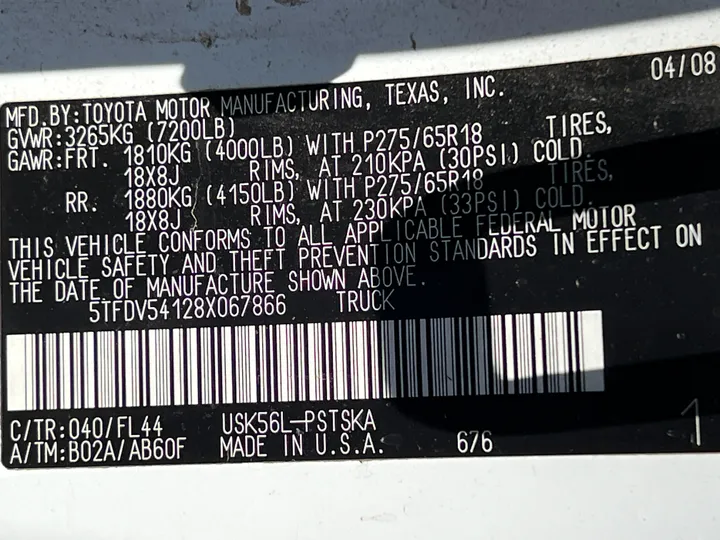 04/08
MFD.BY:TOYOTA MOTOR MANUFACTURING, TEXAS, INC.
GVWR:3265KG (7200LB)
GAWR:FRT. 1810KG (4000LB) WITH P275/65R18 TIRES,
18X8J RIMS, AT 210KPA (30PSI) COLD.
RR. 1880KG (4150LB) WITH P275/65R18 TIRES,
18X8J RIMS, AT 230KPA (33PSI) COLD.
THIS VEHICLE CONFORMS TO ALL APPLICABLE FEDERAL MOTOR
VEHICLE SAFETY AND THEFT PREVENTION STANDARDS IN EFFECT ON
THE DATE OF MANUFACTURE SHOWN ABOVE.
5TFDV54128X067866 TRUCK
C/TR:040/FL44 USK56L-PSTSKA
A/TM:B02A/AB60F MADE IN U.S.A. 676
1